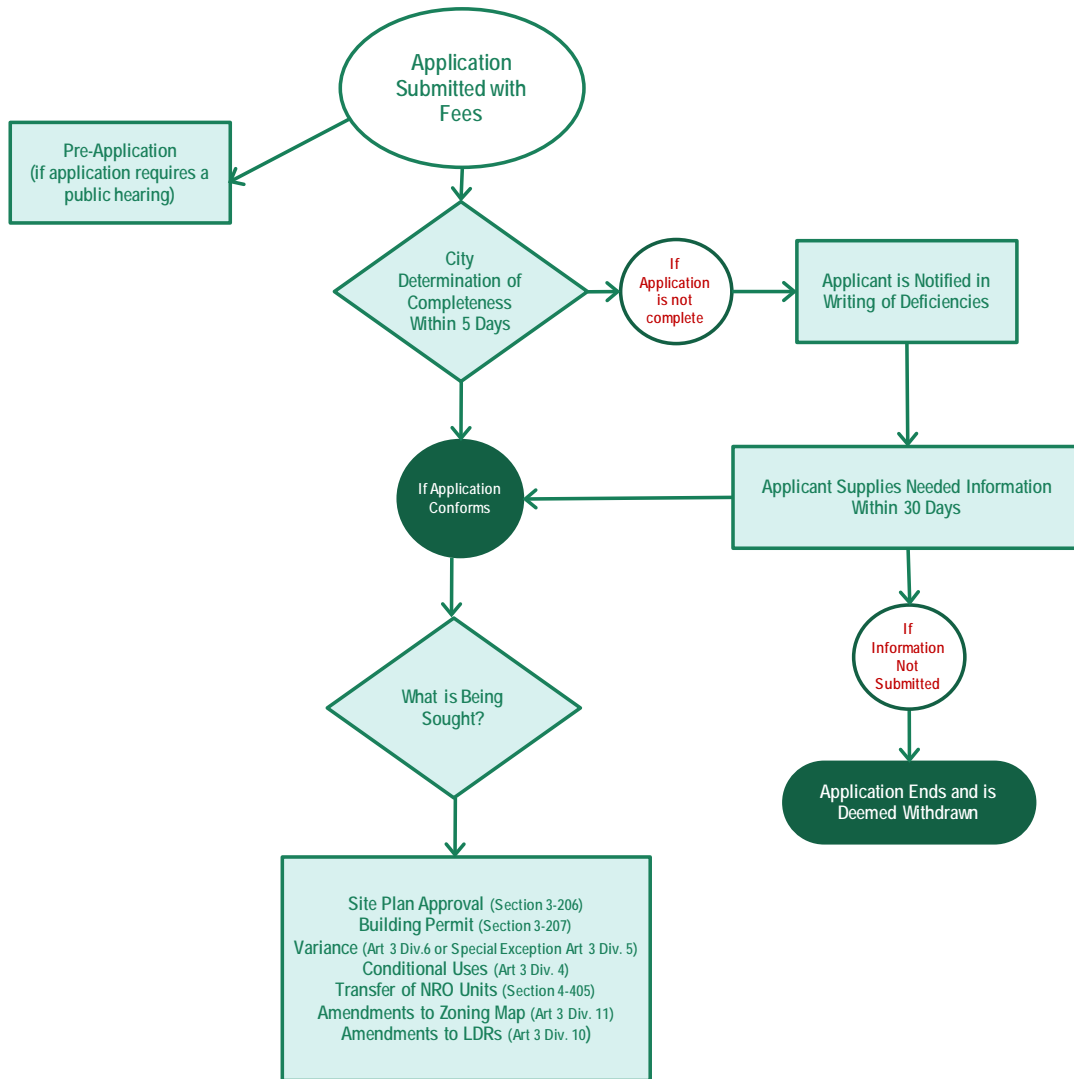 Application
Submitted with
Fees
Pre-Application
(if application requires a
public hearing)
City
Determination of
Completeness
Within 5 Days
If
Application
is not
complete
Applicant is Notified in
Writing of Deficiencies
If Application
Conforms
Applicant Supplies Needed Information
Within 30 Days
If
Information
Not
Submitted
What is Being
Sought?
Application Ends and is
Deemed Withdrawn
Site Plan Approval (Section 3-206)
Building Permit (Section 3-207)
Variance (Art 3 Div.6 or Special Exception Art 3 Div. 5)
Conditional Uses (Art 3 Div. 4)
Transfer of NRO Units (Section 4-405)
Amendments to Zoning Map (Art 3 Div. 11)
Amendments to LDRs (Art 3 Div. 10)